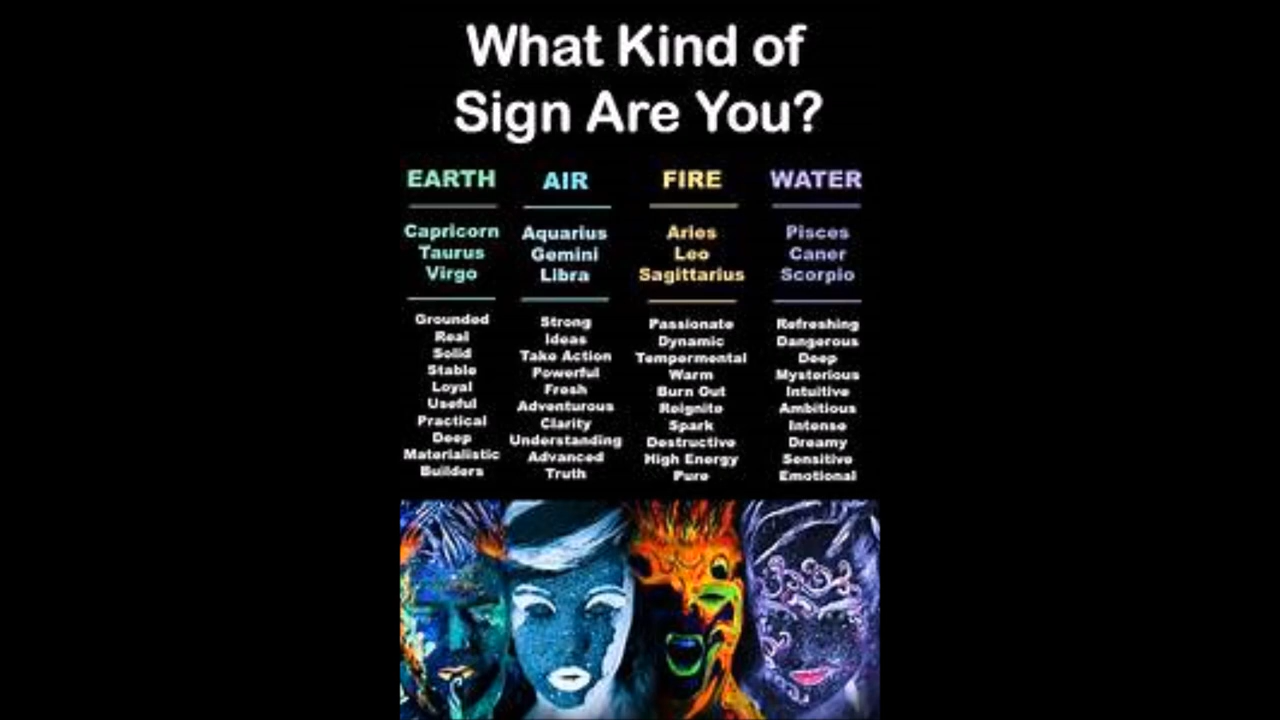 What Kind of
Sign Are You?
EARTH
Capricorn
Taurus
Virgo
Grounded
Real
Solid
Stable
Loyal
Useful
Practical
Deep
Materialistic
Builders
AIR
Aquarius
Gemini
Libra
Strong
Ideas
Take Action
Powerful
Fresh
Adventurous
Clarity
Understanding
Advanced
Truth
FIRE
Aries
Leo
Sagittarius
Passionate
Dynamic
Tempermental
Warm
Burn Out
Reignite
Spark
Destructive
High Energy
Pure
WATER
Pisces
Caner
Scorpio
Refreshing
Dangerous
Deep
Mysterious
Intuitive
Ambitious
Intense
Dreamy
Sensitive
Emotional